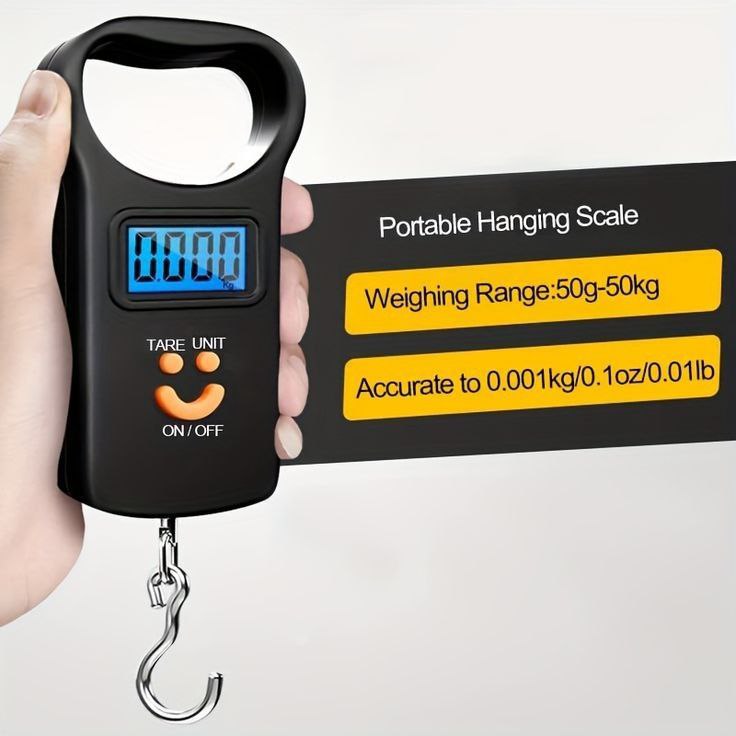 0.000
Kg
TARE UNIT
ON / OFF
Portable Hanging Scale
Weighing Range:50g-50kg
Accurate to 0.001kg/0.1oz/0.01lb